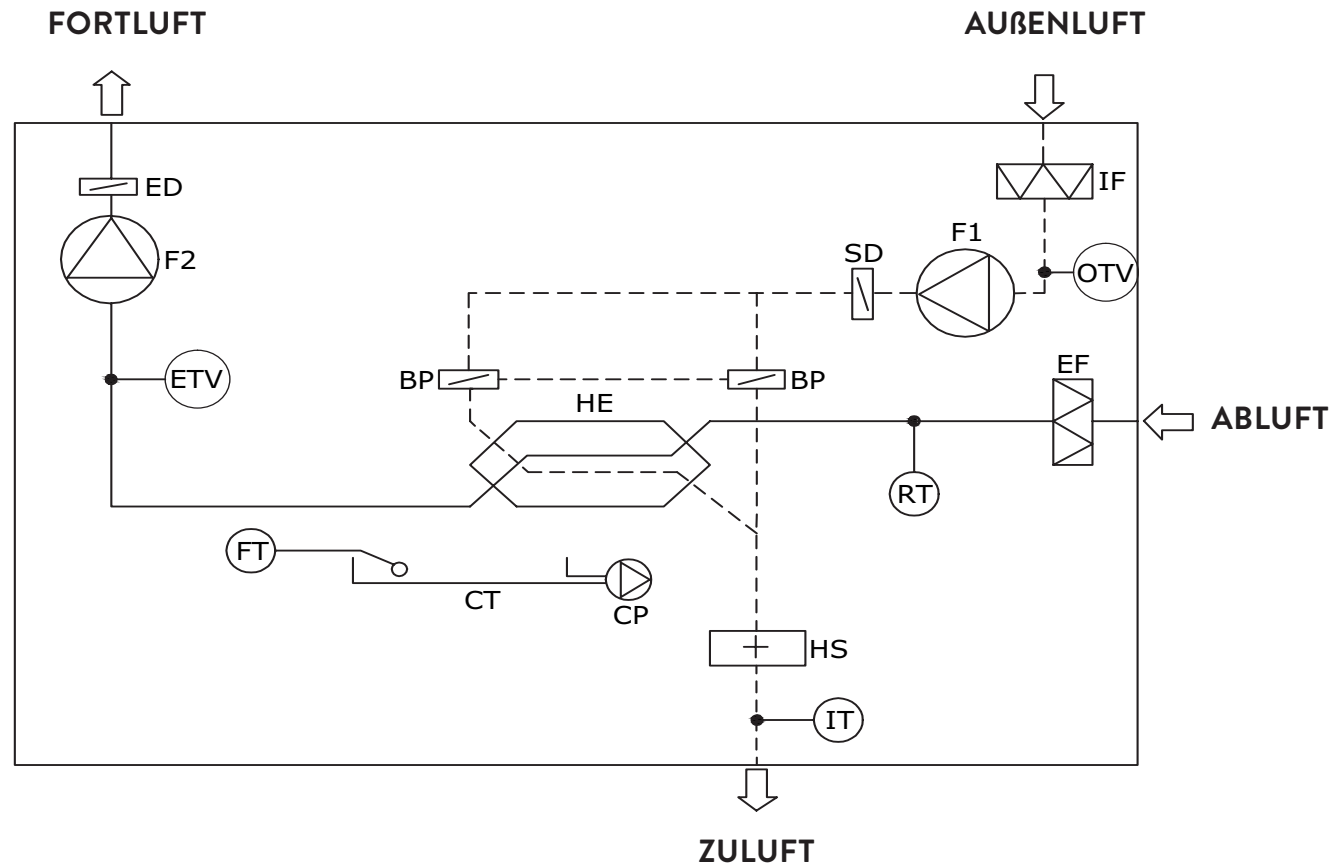 FORTLUFT
AUßENLUFT
ED
IF
F2
F1
SD
OTV
ETV
BP
BP
EF
HE
ABLUFT
RT
FT
CT
CP
HS
IT
ZULUFT